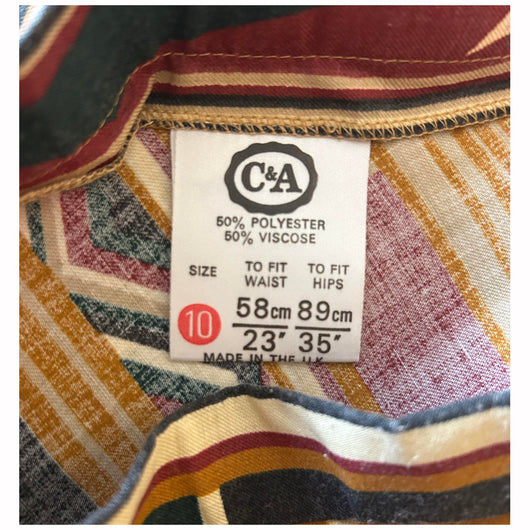 C&A
50% POLYESTER
50% VISCOSE
SIZE TO FIT WAIST TO FIT HIPS
10 58cm 89cm
23" 35"
MADE IN THE U.K.